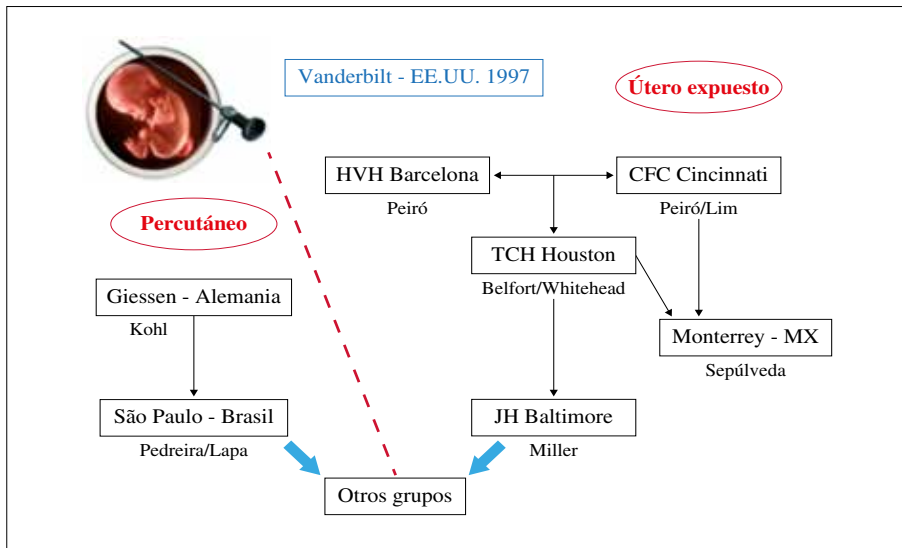 Vanderbilt - EE.UU. 1997
Útero expuesto
HVH Barcelona
Peiró
CFC Cincinnati
Peiró/Lim
Percutáneo
TCH Houston
Belfort/Whitehead
Giessen - Alemania
Kohl
Monterrey - MX
Sepúlveda
São Paulo - Brasil
Pedreira/Lapa
JH Baltimore
Miller
Otros grupos